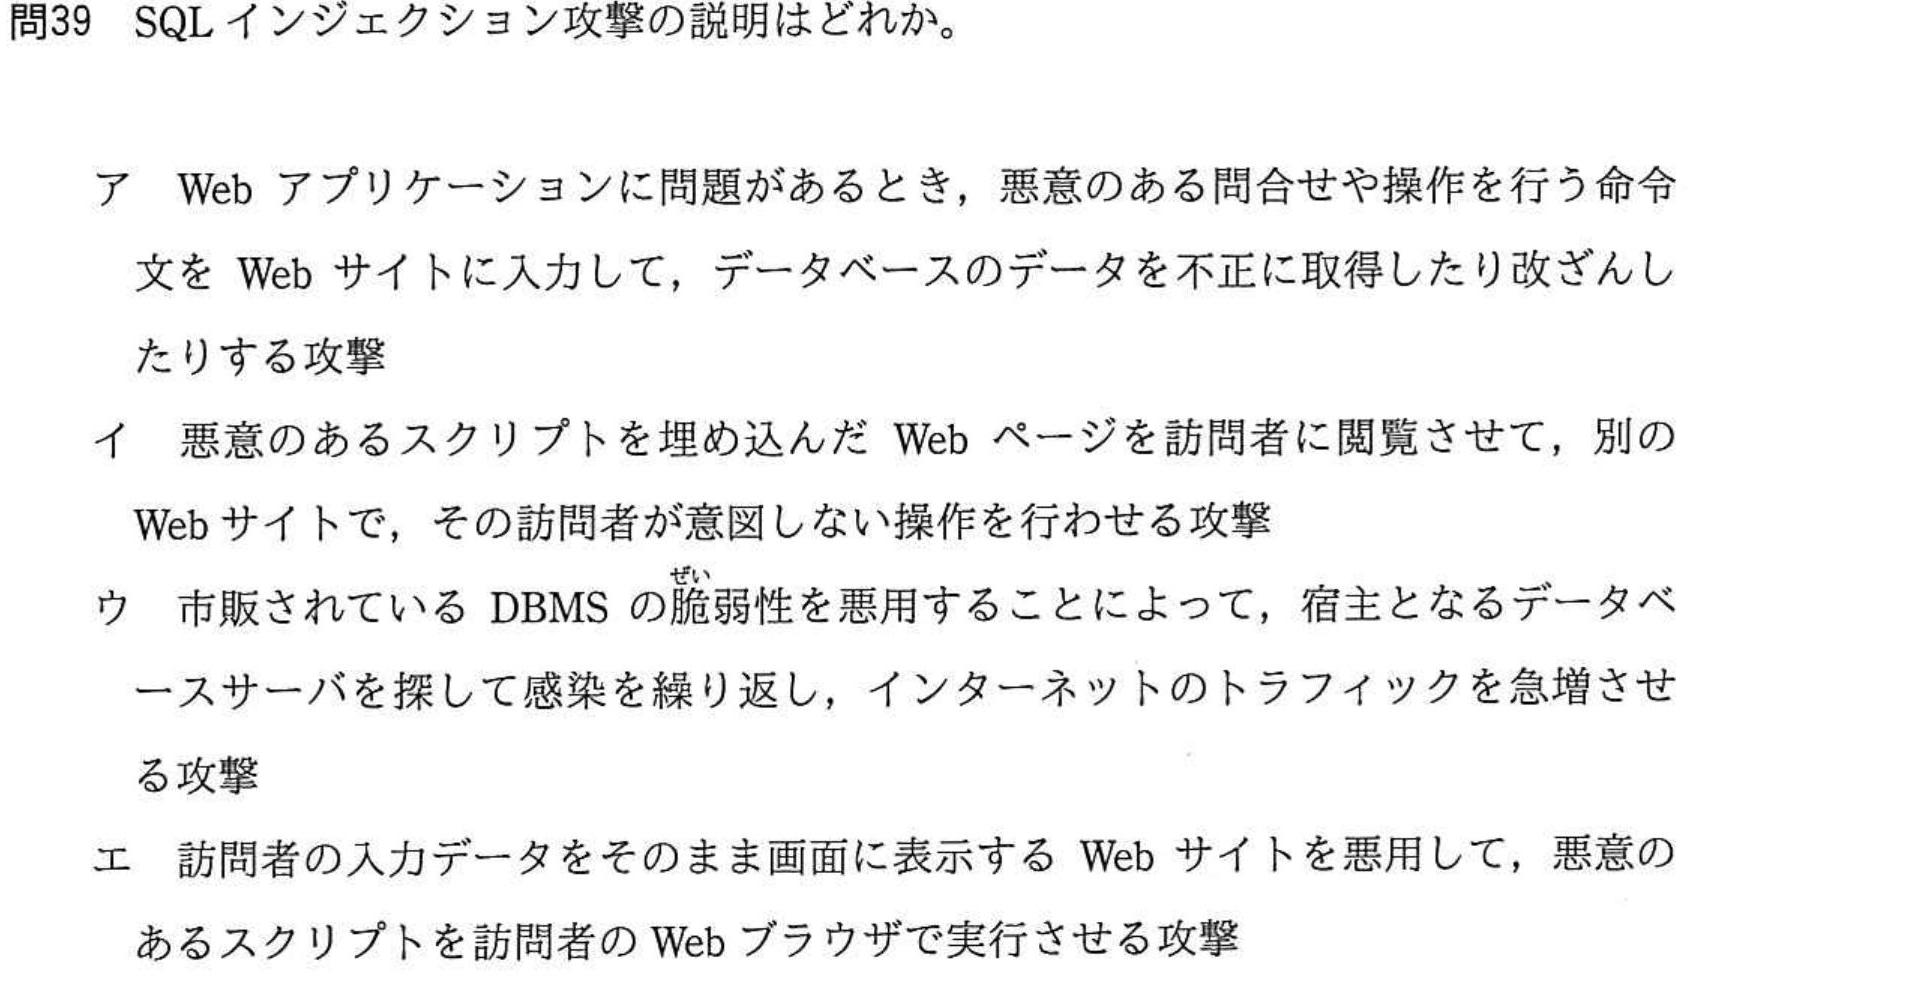 問39 SQLインジェクション攻撃の説明はどれか。
ア Web アプリケーションに問題があるとき，悪意のある問合せや操作を行う命令
文を Web サイトに入力して，データベースのデータを不正に取得したり改ざんし
たりする攻撃
イ 悪意のあるスクリプトを埋め込んだ Web ページを訪問者に閲覧させて，別の
Web サイトで，その訪問者が意図しない操作を行わせる攻撃
ぜい
ウ 市販されている DBMS の脆弱性を悪用することによって，宿主となるデータベ
ースサーバを探して感染を繰り返し，インターネットのトラフィックを急増させ
る攻撃
エ 訪問者の入力データをそのまま画面に表示する Web サイトを悪用して，悪意の
あるスクリプトを訪問者の Web ブラウザで実行させる攻撃